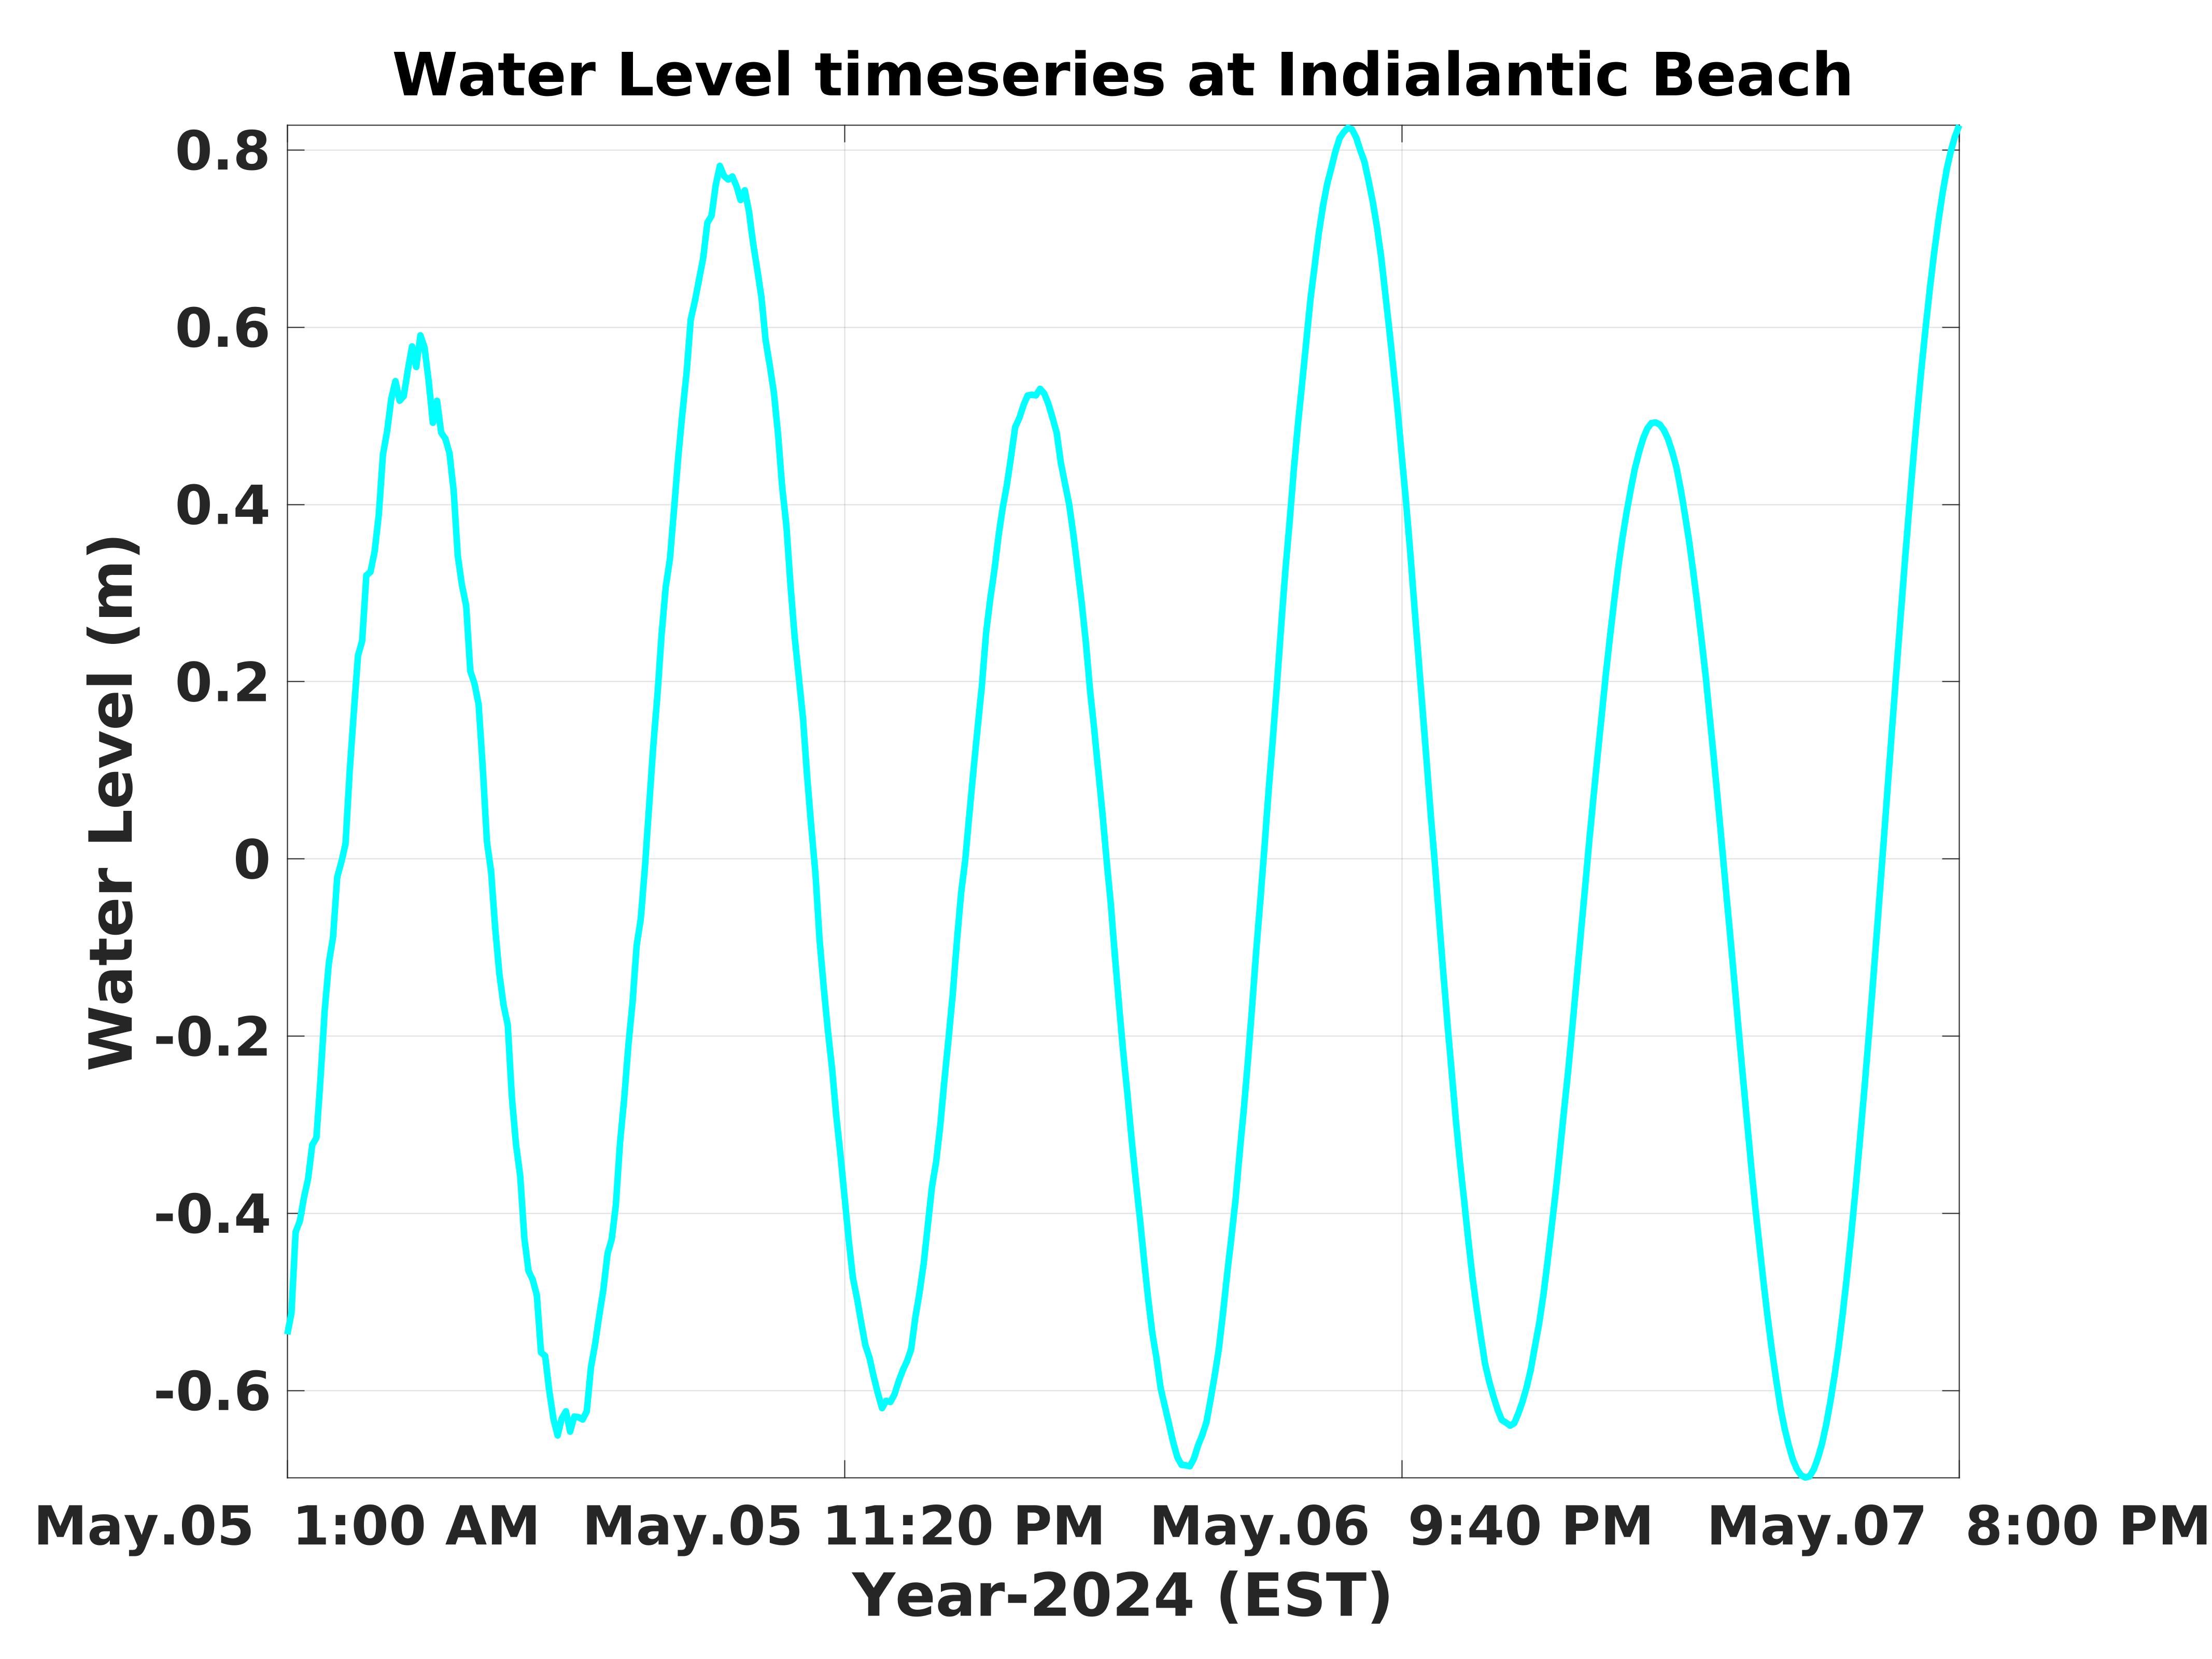 Water Level timeseries at Indialantic Beach
0.8
0.6
0.4
0.2
0
-0.2
-0.4
-0.6
Water Level (m)
May.05 1:00 AM May.05 11:20 PM May.06 9:40 PM May.07 8:00 PM
Year-2024 (EST)